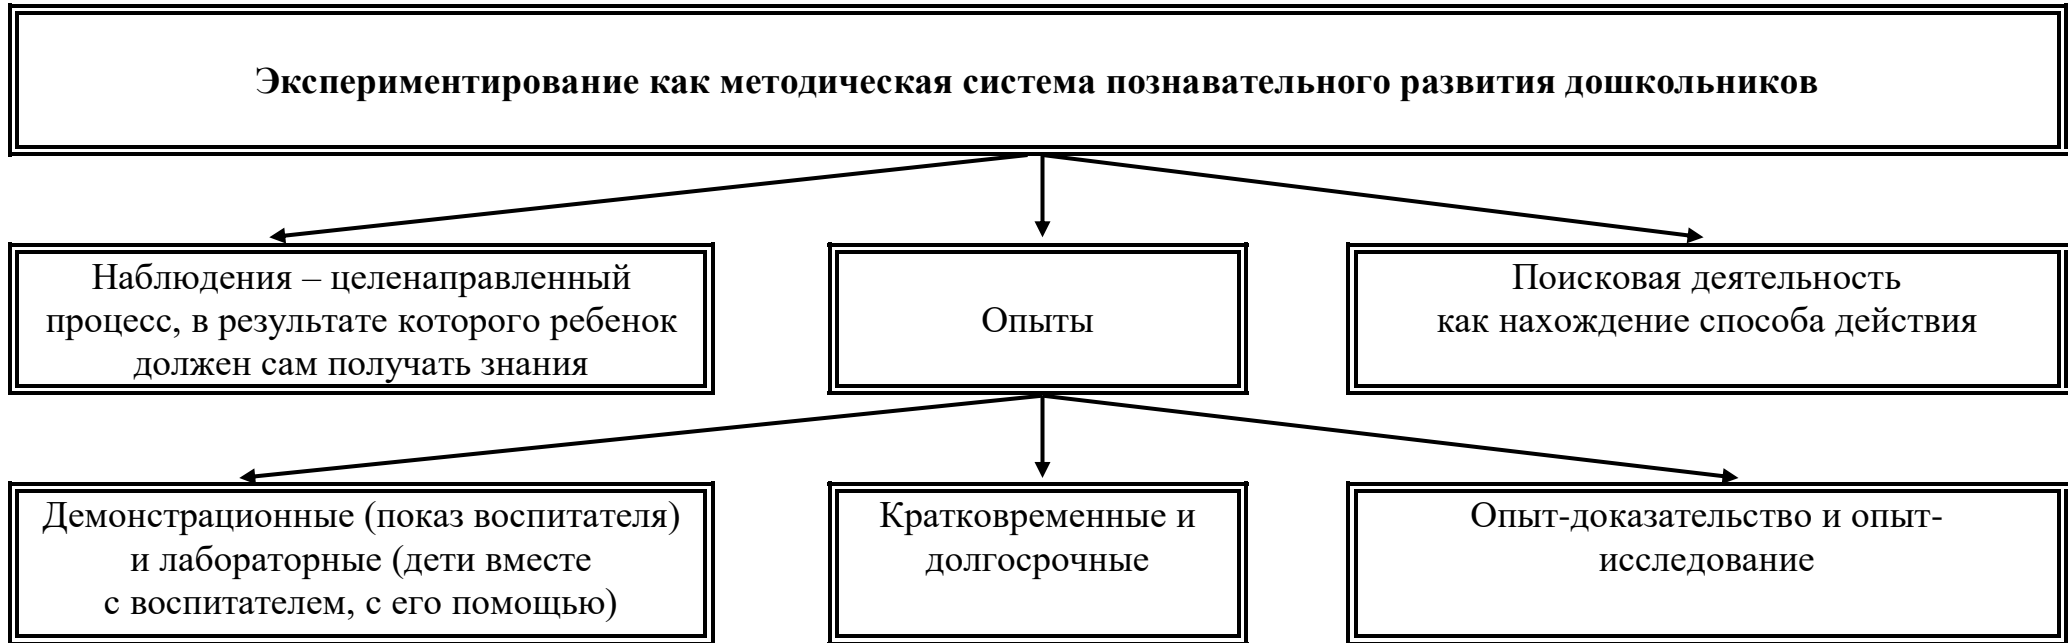 Экспериментирование как методическая система познавательного развития дошкольников
Наблюдения – целенаправленный
процесс, в результате которого ребенок
должен сам получать знания
Опыты
Поисковая деятельность
как нахождение способа действия
Демонстрационные (показ воспитателя)
и лабораторные (дети вместе
с воспитателем, с его помощью)
Кратковременные и
долгосрочные
Опыт-доказательство и опыт-
исследование